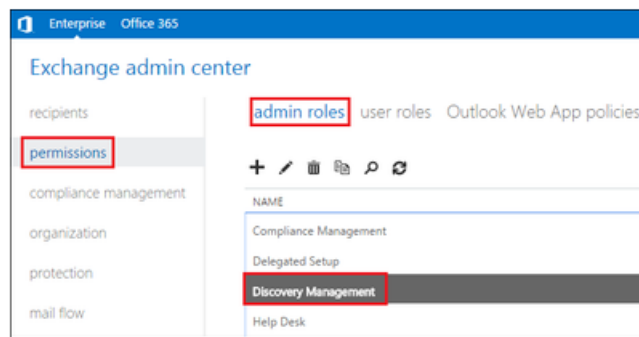 Enterprise Office 365
Exchange admin center
recipients
permissions
compliance management
organization
protection
mail flow
admin roles user roles Outlook Web App policies
NAME
Compliance Management
Delegated Setup
Discovery Management
Help Desk